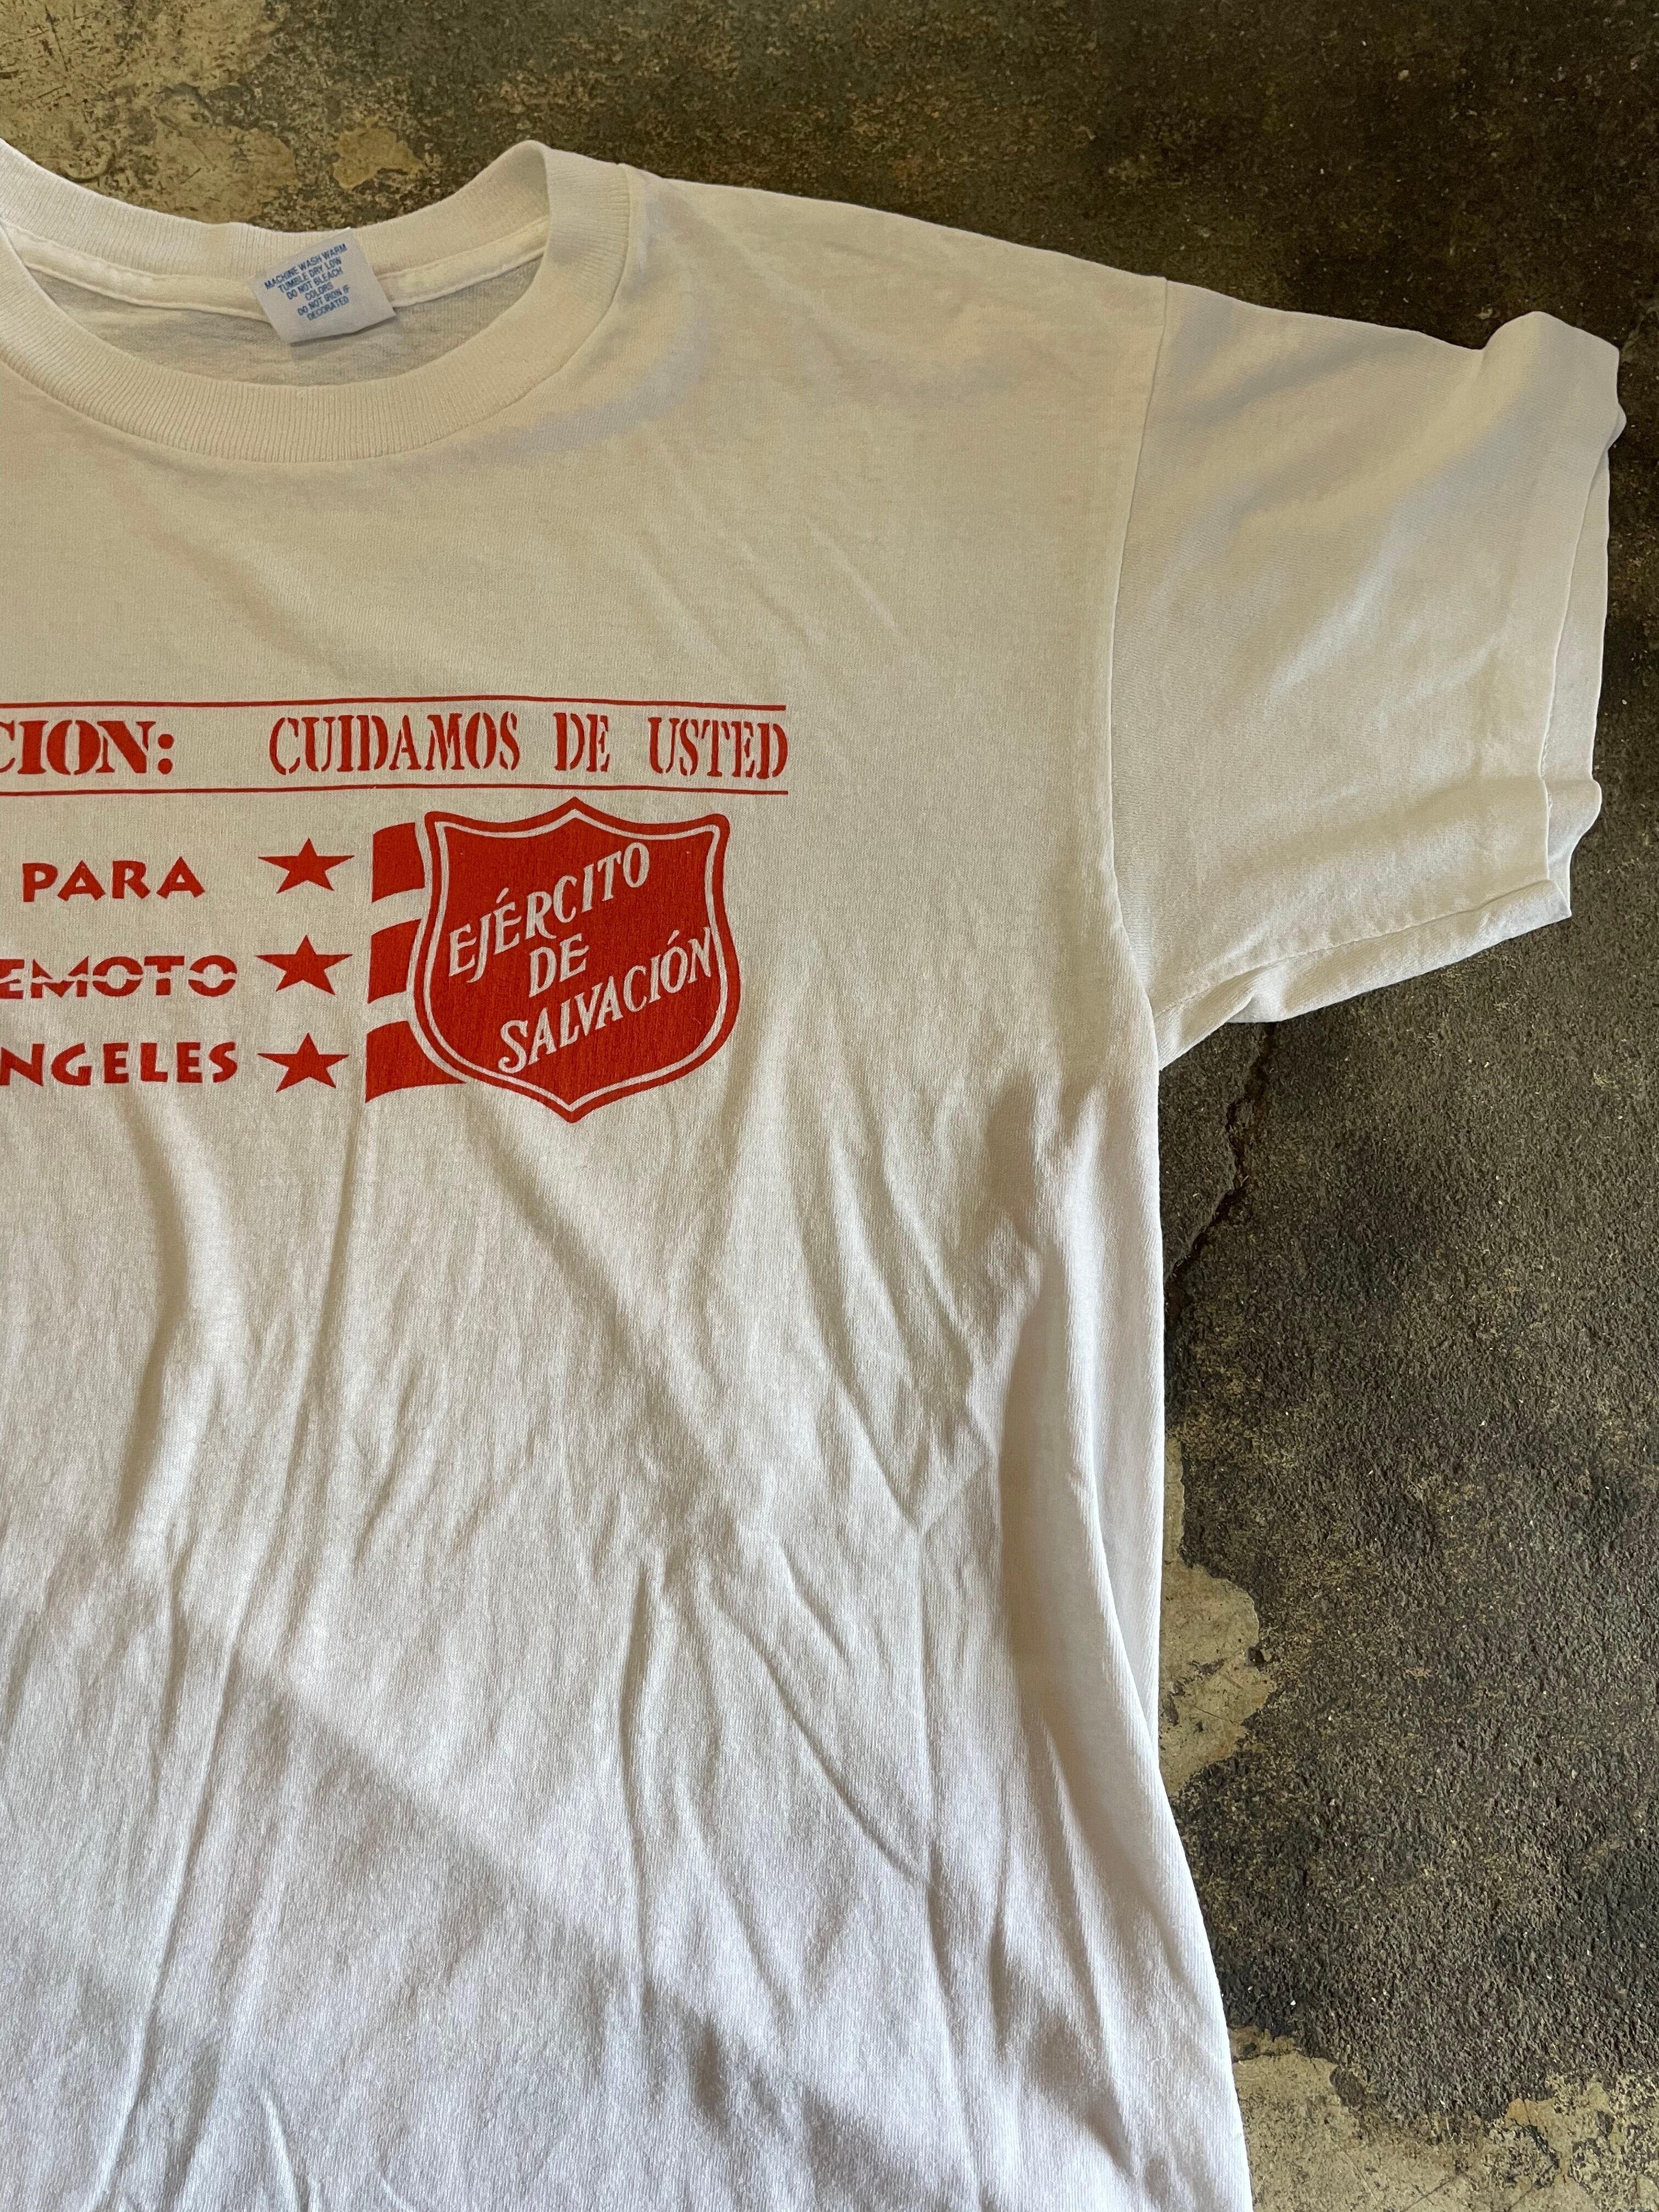 MACHINE WASH WARM
TUMBLE DRY LOW
DO NOT BLEACH
COLORS
DO NOT IRON IF
DECORATED
CION: CUIDAMOS DE USTED
PARA
EMOTO
NGELES
EJÉRCITO
DE
SALVACIÓN